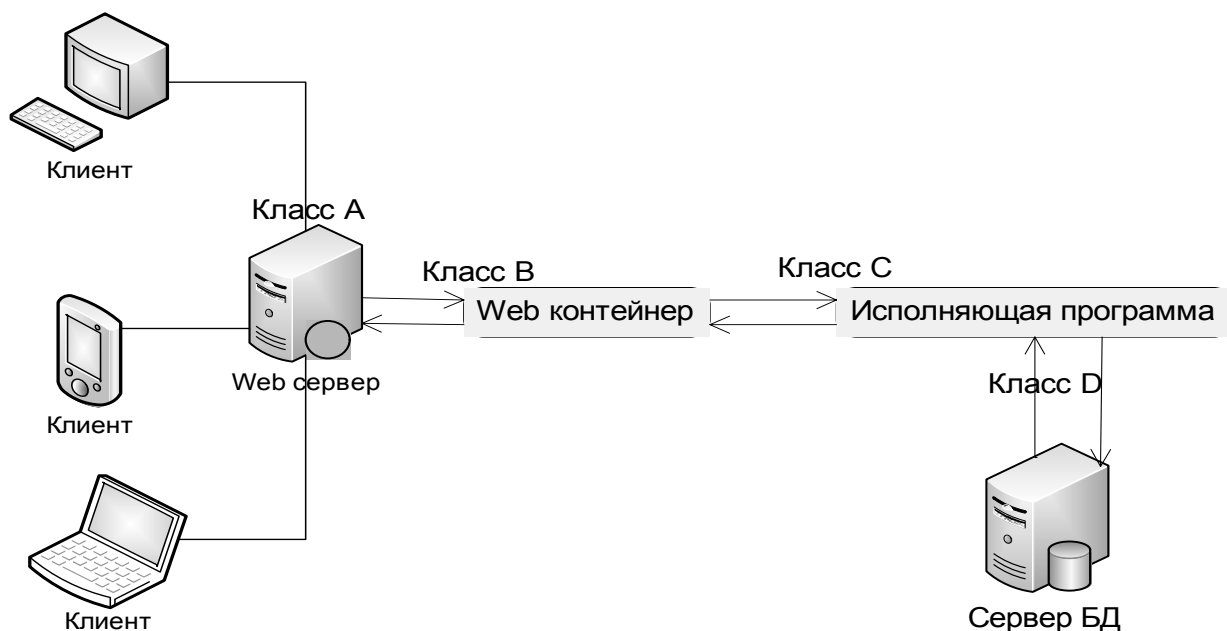 Клиент
Класс A
Класс B
Класс C
Web контейнер
Исполняющая программа
Web сервер
Класс D
Клиент
Клиент
Сервер БД